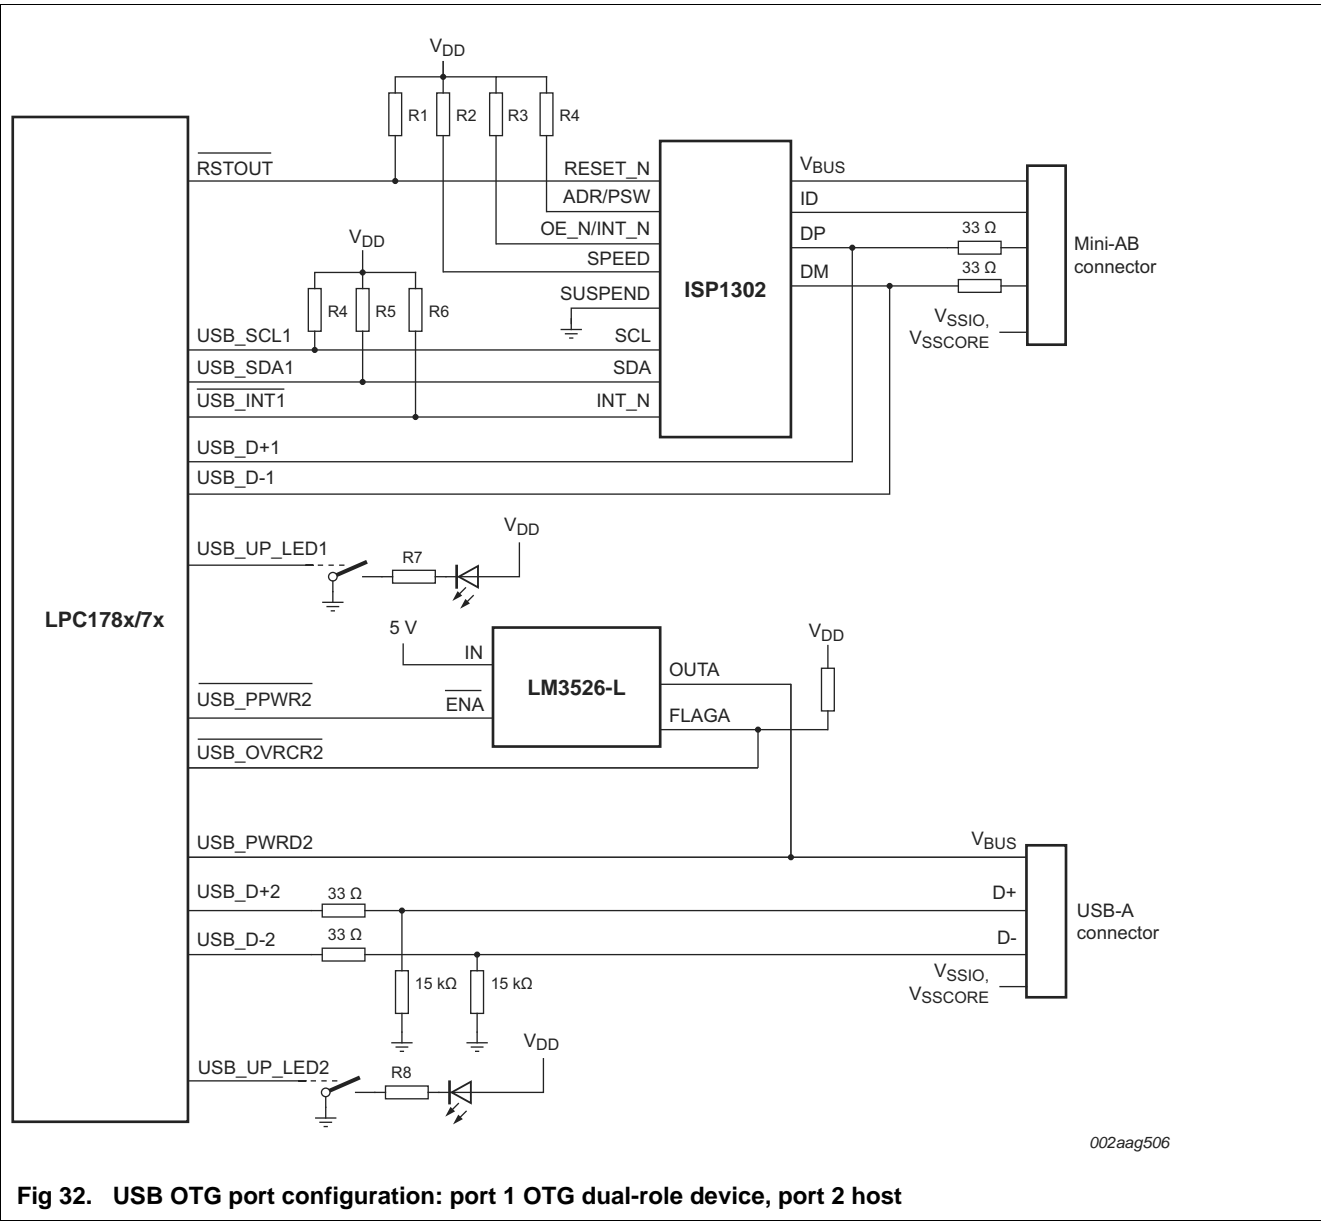 VDD
R1 R2 R3 R4
RSTOUT RESET_N VBUS
ADR/PSW ID
OE_N/INT_N DP 33 Ω
VDD SPEED DM 33 Ω
Mini-AB
connector
SUSPEND ISP1302
R4 R5 R6
VSSIO,
VSSCORE
USB_SCL1 SCL
USB_SDA1 SDA
USB_INT1 INT_N
USB_D+1
USB_D-1
VDD
USB_UP_LED1 R7
LPC178x/7x
5 V VDD
IN LM3526-L OUTA
USB_PPWR2 ENA FLAGA
USB_OVRCR2
USB_PWRD2 VBUS
USB_D+2 33 Ω D+
USB-A
connector
USB_D-2 33 Ω D-
15 kΩ 15 kΩ
VSSIO,
VSSCORE
VDD
USB_UP_LED2 R8
002aag506
Fig 32. USB OTG port configuration: port 1 OTG dual-role device, port 2 host